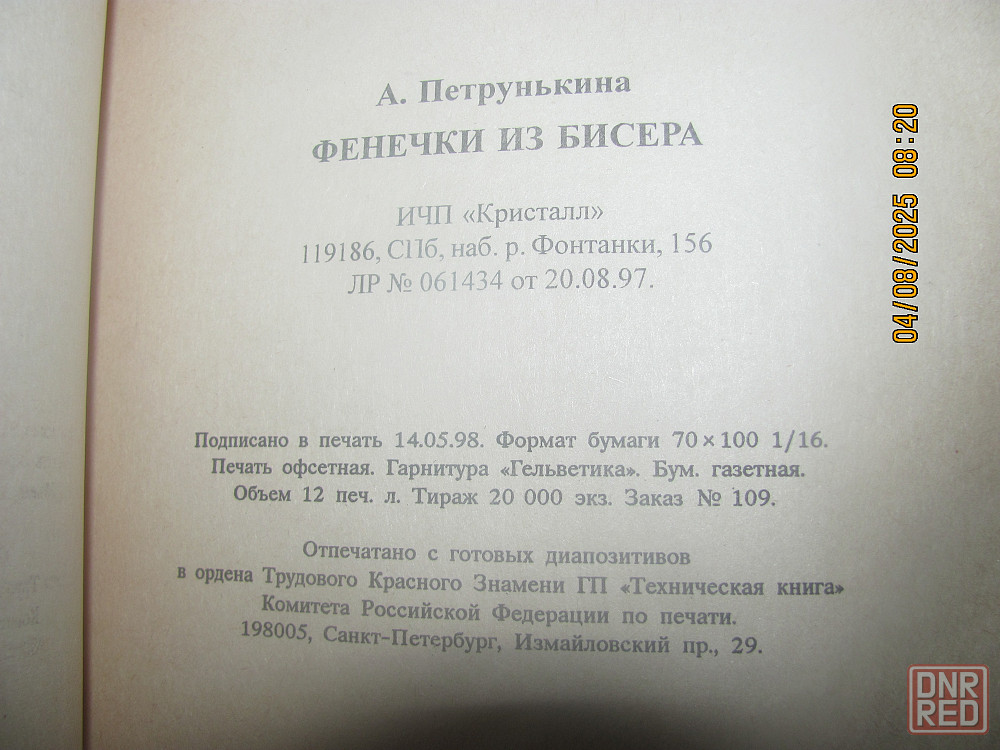 А. Петрунькина
ФЕНЕЧКИ ИЗ БИСЕРА
ИЧП «Кристалл»
119186, СПб, наб. р. Фонтанки, 156
ЛР № 061434 от 20.08.97.
Подписано в печать 14.05.98. Формат бумаги 70×100 1/16.
Печать офсетная. Гарнитура «Гельветика». Бум. газетная.
Объем 12 печ. л. Тираж 20 000 экз. Заказ № 109.
Отпечатано с готовых диапозитивов
в ордена Трудового Красного Знамени ГП «Техническая книга»
Комитета Российской Федерации по печати.
198005, Санкт-Петербург, Измайловский пр., 29.
04/08/2025 08:20
DNR
RED